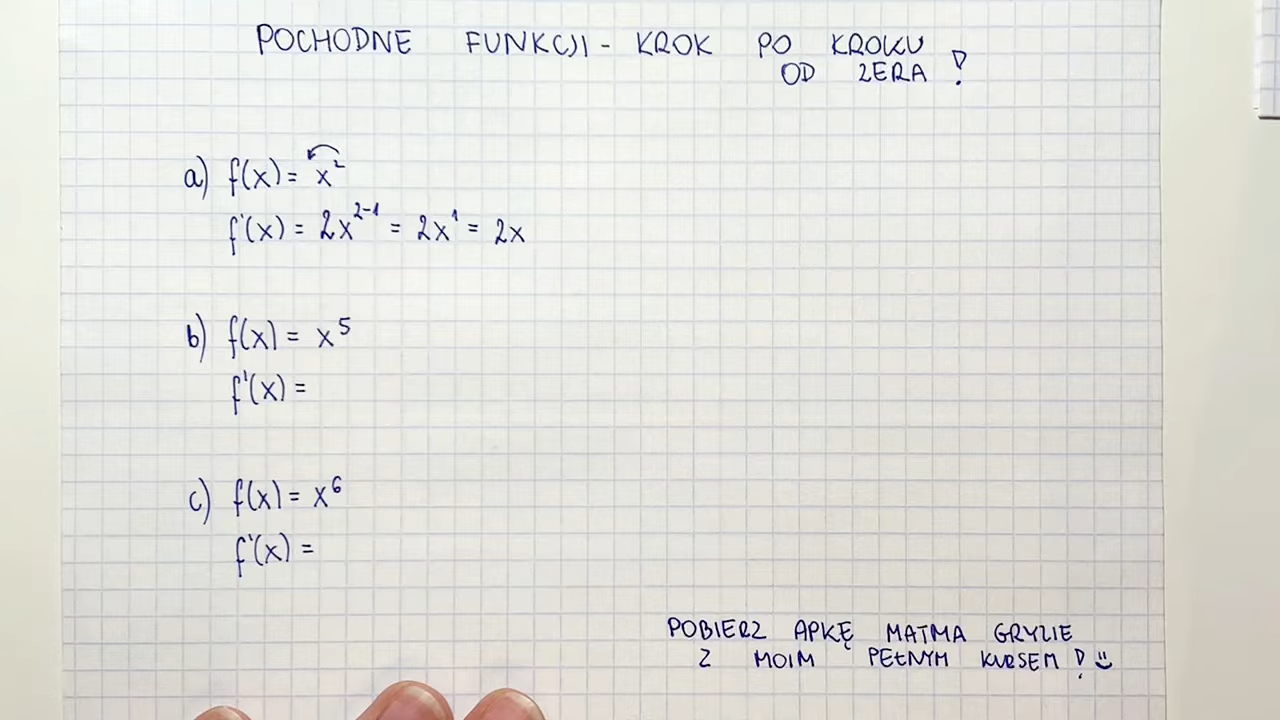 POCHODNE FUNKCJI - KROK PO KROKU
OD ZERA !
a) f(x) = x²
f'(x) = 2x²⁻¹ = 2x¹ = 2x
b) f(x) = x⁵
f'(x) =
c) f(x) = x⁶
f'(x) =
POBIERZ APKĘ MATMA GRYZIE
Z MOIM PEŁNYM KURSEM ! :)